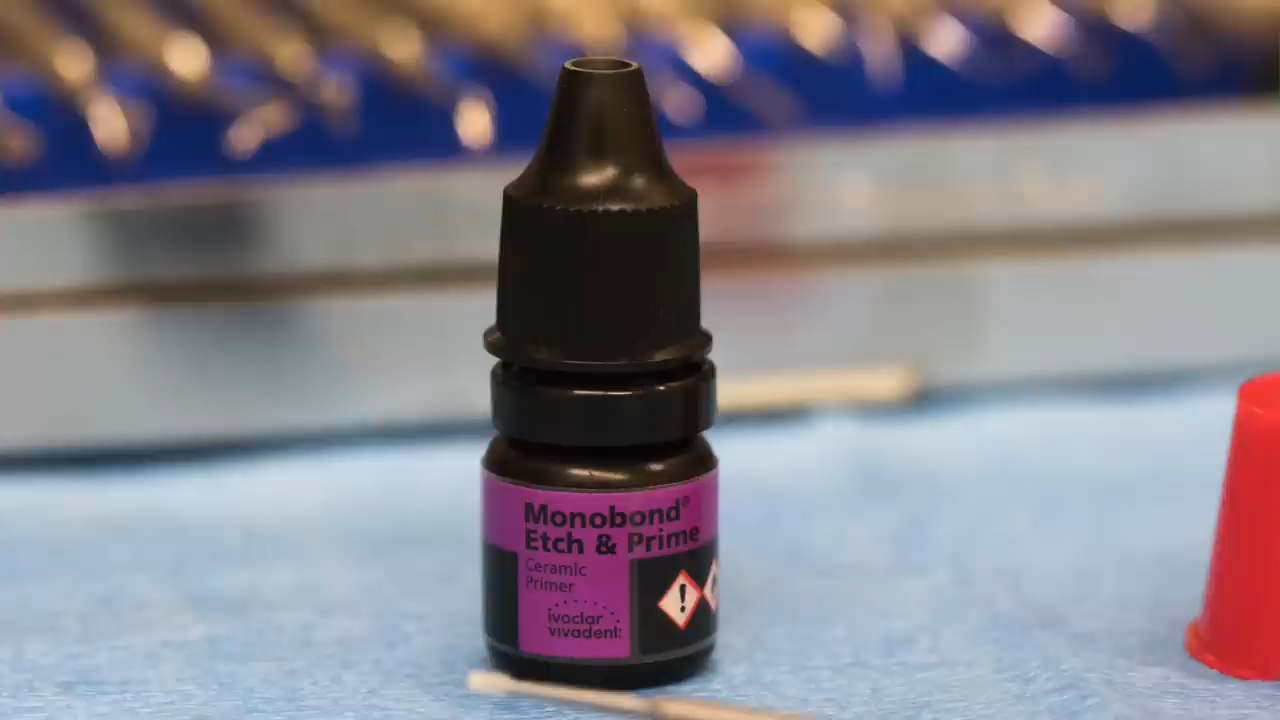 Monobond®
Etch & Prime
Ceramic
Primer
ivoclar
vivadent: